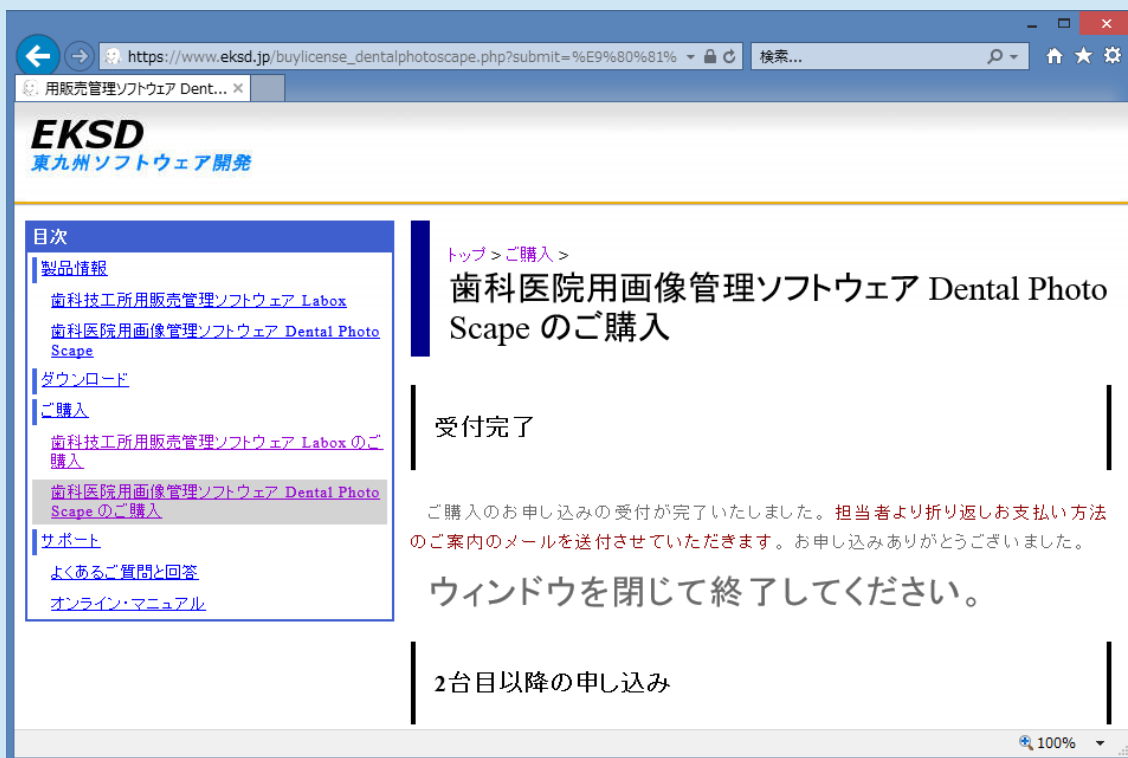 https://www.eksd.jp/buylicense_dentalphotoscape.php?submit=%E9%80%81%
検索...
用販売管理ソフトウェア Dent...
EKSD
東九州ソフトウェア開発
目次
製品情報
歯科技工所用販売管理ソフトウェア Labox
歯科医院用画像管理ソフトウェア Dental Photo
Scape
ダウンロード
ご購入
歯科技工所用販売管理ソフトウェア Labox のご
購入
歯科医院用画像管理ソフトウェア Dental Photo
Scape のご購入
サポート
よくあるご質問と回答
オンライン・マニュアル
トップ > ご購入 >
歯科医院用画像管理ソフトウェア Dental Photo
Scape のご購入
受付完了
ご購入のお申し込みの受付が完了いたしました。担当者より折り返しお支払い方法
のご案内のメールを送付させていただきます。お申し込みありがとうございました。
ウィンドウを閉じて終了してください。
2台目以降の申し込み
100%